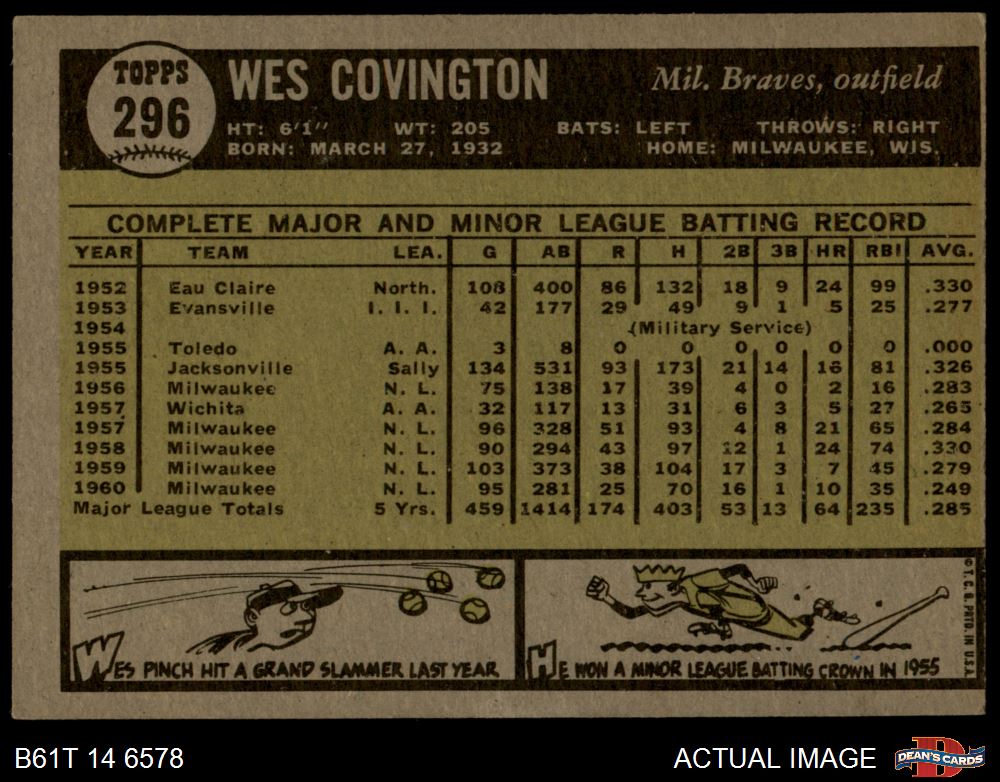 TOPPS
296
WES COVINGTON
Mil. Braves, outfield
HT: 6'1" WT: 205 BATS: LEFT THROWS: RIGHT
BORN: MARCH 27, 1932 HOME: MILWAUKEE, WIS.
COMPLETE MAJOR AND MINOR LEAGUE BATTING RECORD
YEAR TEAM LEA. G AB R H 2B 3B HR RBI AVG.
1952 Eau Claire North. 108 400 86 132 18 9 24 99 .330
1953 Evansville I. I. I. 42 177 29 49 9 1 5 25 .277
1954 (Military Service)
1955 Toledo A. A. 3 8 0 0 0 0 0 0 .000
1955 Jacksonville Sally 134 531 93 173 21 14 16 81 .326
1956 Milwaukee N. L. 75 138 17 39 4 0 2 16 .283
1957 Wichita A. A. 32 117 13 31 6 3 5 27 .265
1957 Milwaukee N. L. 96 328 51 93 4 8 21 65 .284
1958 Milwaukee N. L. 90 294 43 97 12 1 24 74 .330
1959 Milwaukee N. L. 103 373 38 104 17 3 7 45 .279
1960 Milwaukee N. L. 95 281 25 70 16 1 10 35 .249
Major League Totals 5 Yrs. 459 1414 174 403 53 13 64 235 .285
WES PINCH HIT A GRAND SLAMMER LAST YEAR
HE WON A MINOR LEAGUE BATTING CROWN IN 1955
© T. C. G. PRTD. IN U.S.A.
B61T 14 6578
ACTUAL IMAGE
D
DEAN'S CARDS